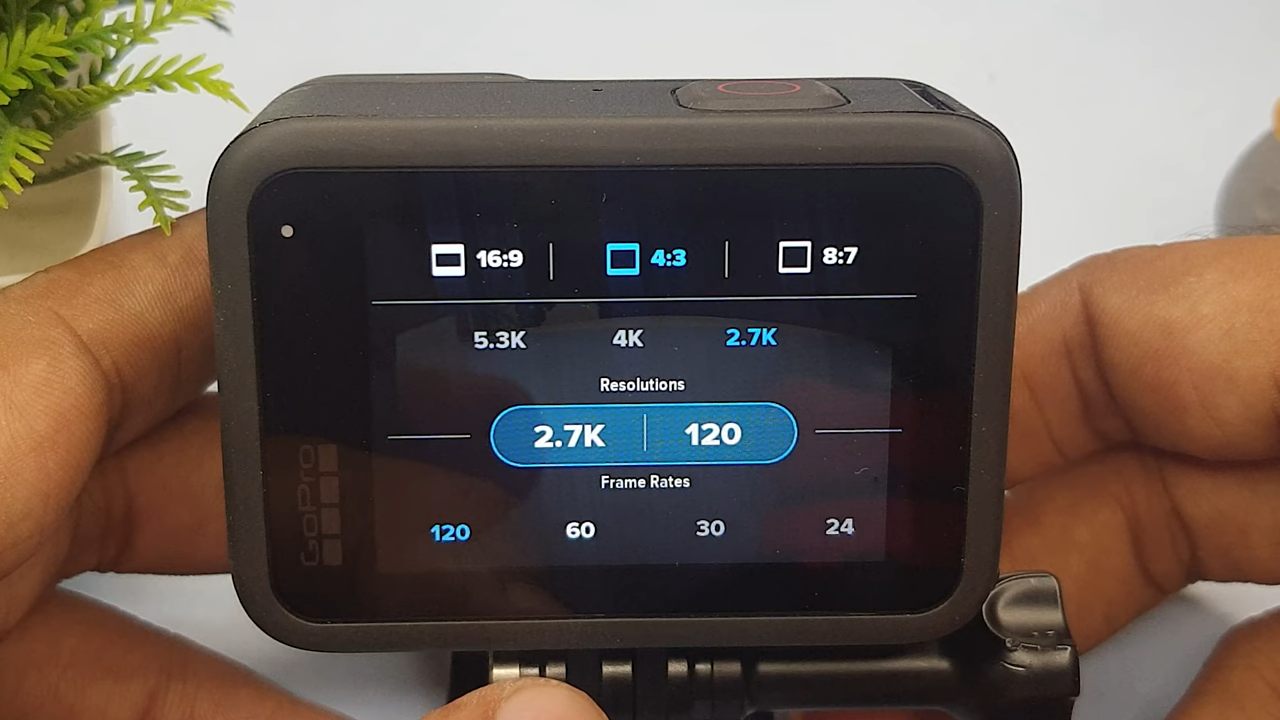 16:9 | 4:3 | 8:7
5.3K 4K 2.7K
Resolutions
2.7K | 120
Frame Rates
120 60 30 24
GoPro